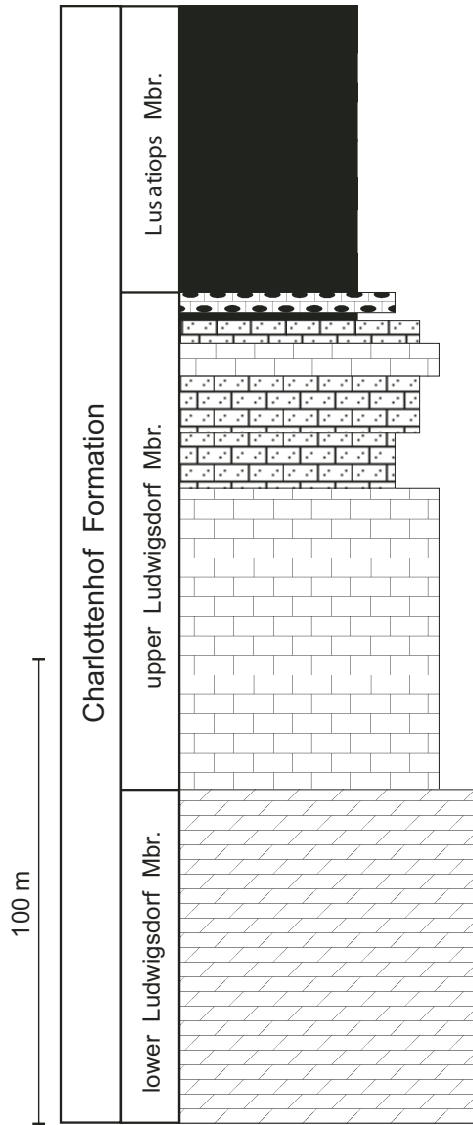 Lusatiops Mbr.
Charlottenhof Formation
upper Ludwigsdorf Mbr.
lower Ludwigsdorf Mbr.
100 m